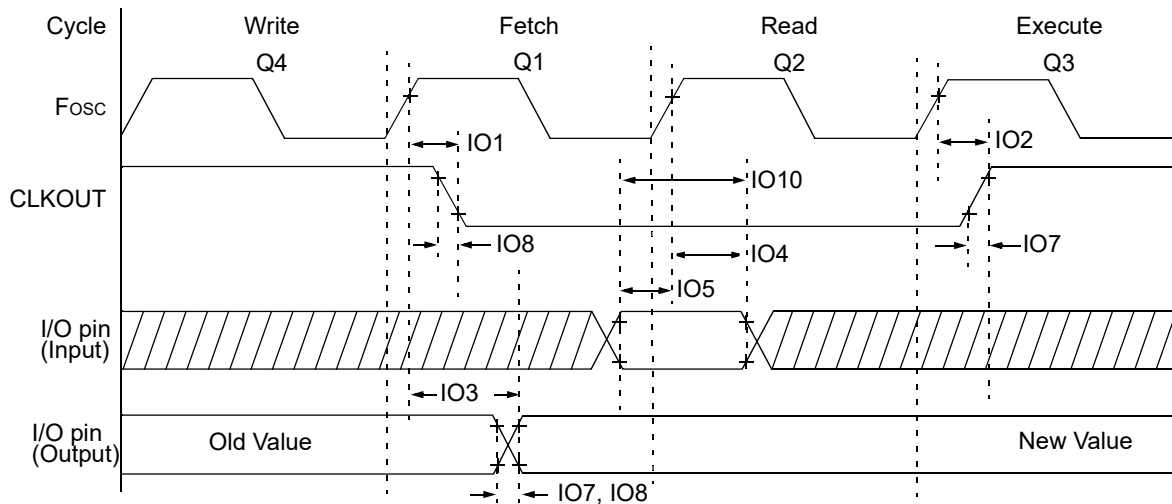 Cycle Write Fetch Read Execute
Q4 Q1 Q2 Q3
Fosc
IO1 IO2
CLKOUT
IO10
IO8 IO4 IO7
IO5
I/O pin
(Input)
IO3
I/O pin
(Output)
Old Value New Value
IO7, IO8